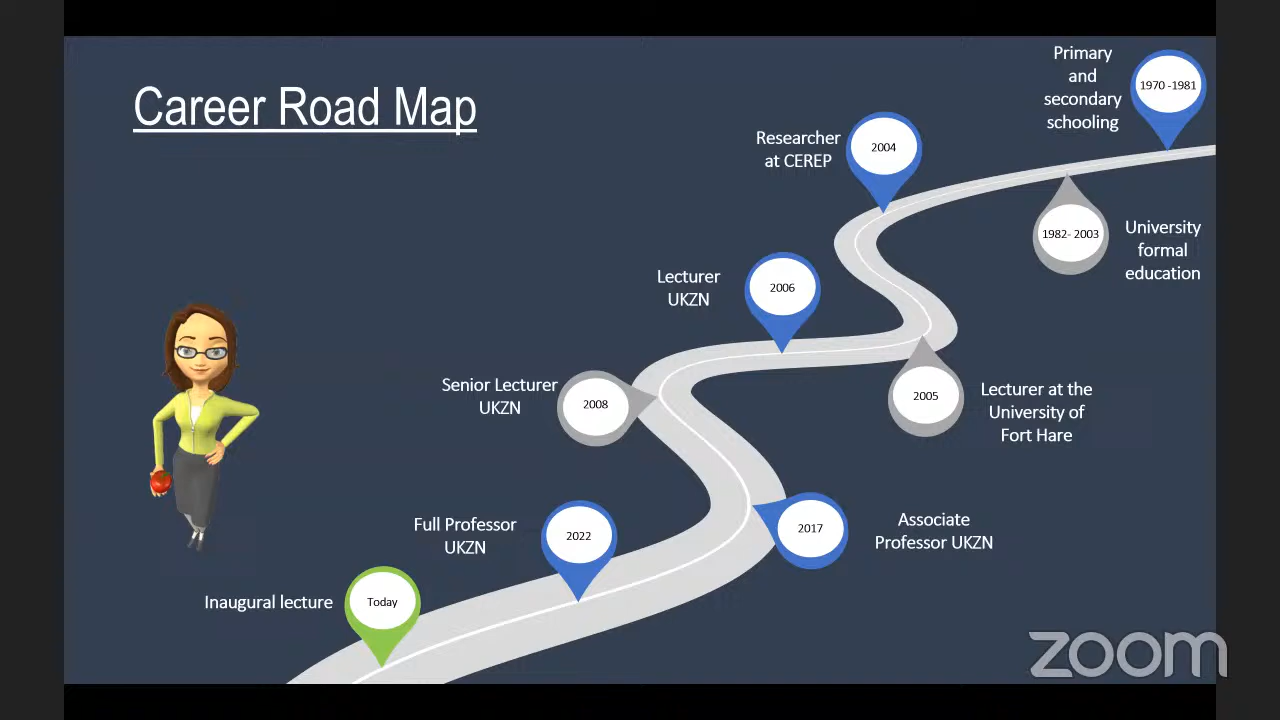 Career Road Map
Primary
and
secondary
schooling
1970 -1981
Researcher
at CEREP
2004
1982- 2003
University
formal
education
Lecturer
UKZN
2006
Senior Lecturer
UKZN
2008
2005
Lecturer at the
University of
Fort Hare
Full Professor
UKZN
2022
2017
Associate
Professor UKZN
Inaugural lecture
Today
zoom